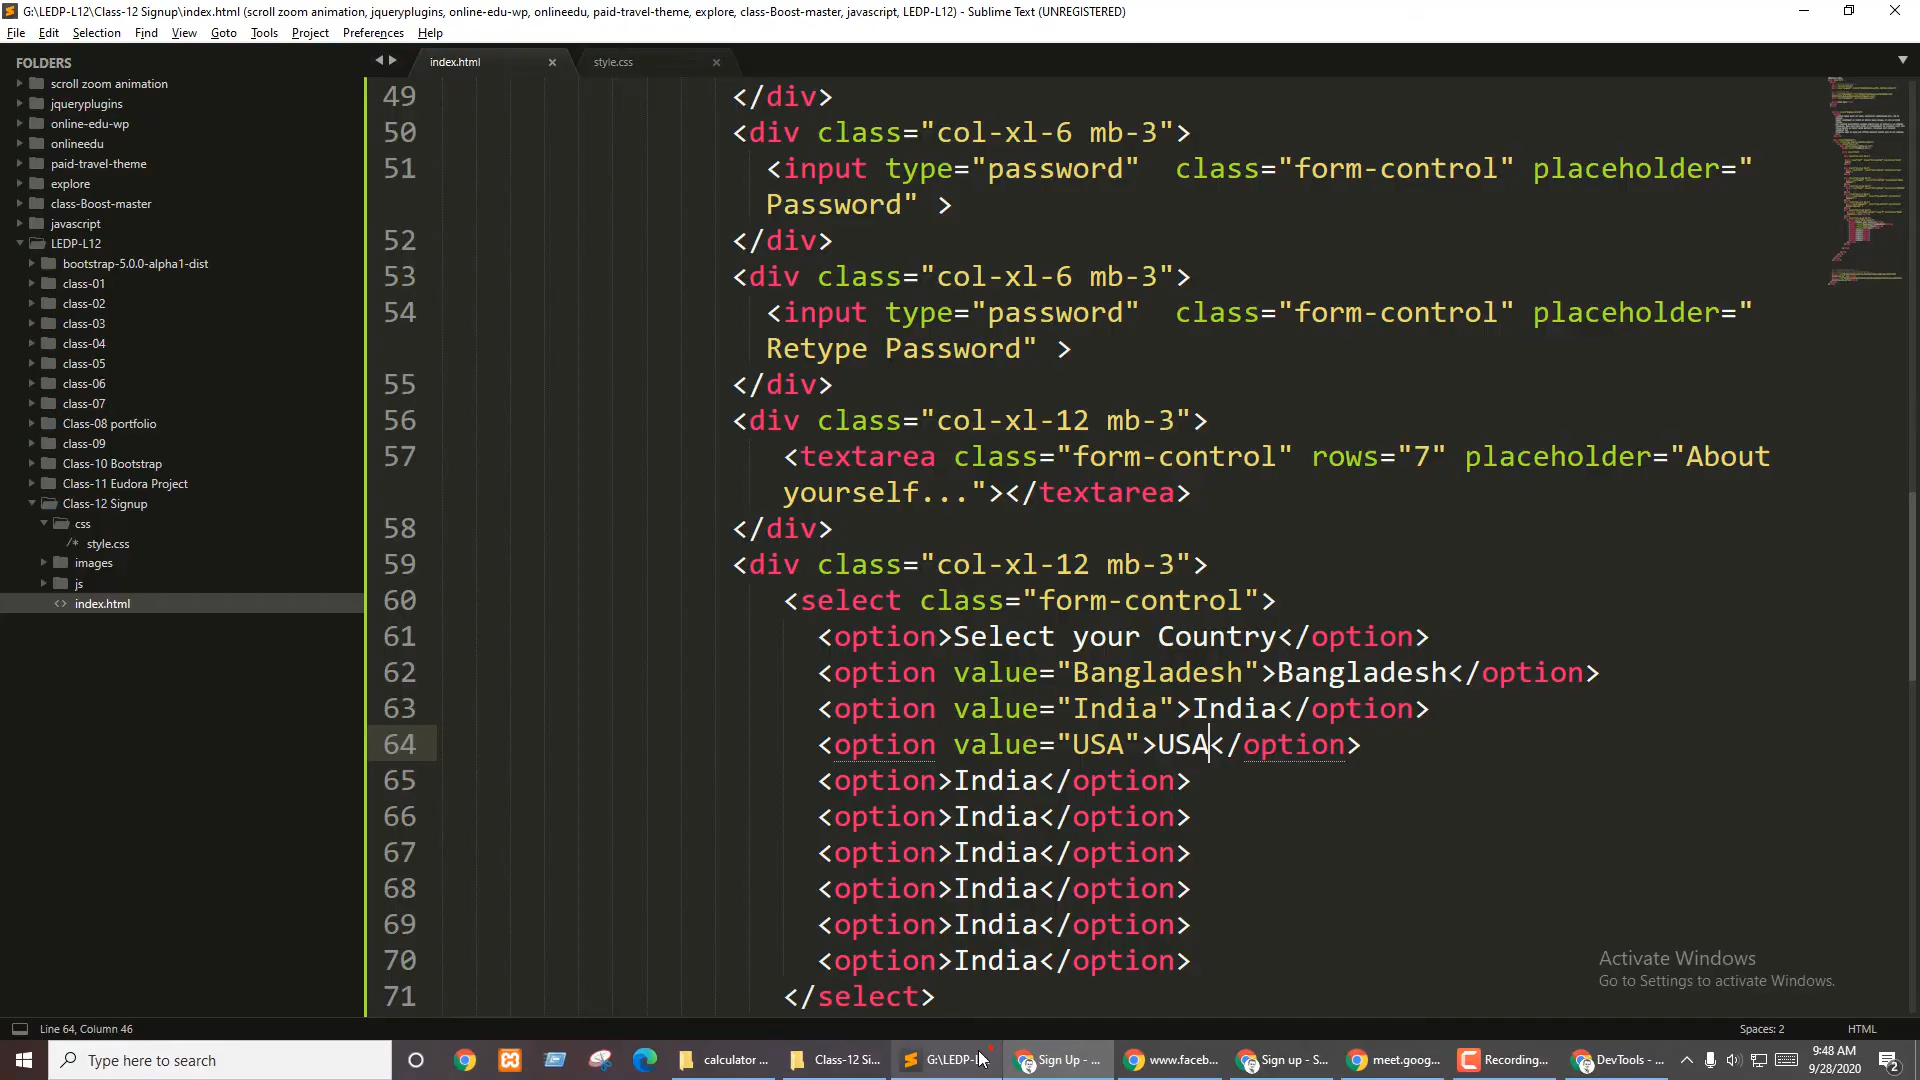 G:\LEDP-L12\Class-12 Signup\index.html (scroll zoom animation, jqueryplugins, online-edu-wp, onlineedu, paid-travel-theme, explore, class-Boost-master, javascript, LEDP-L12) - Sublime Text (UNREGISTERED)
File Edit Selection Find View Goto Tools Project Preferences Help
FOLDERS
scroll zoom animation
jqueryplugins
online-edu-wp
onlineedu
paid-travel-theme
explore
class-Boost-master
javascript
LEDP-L12
bootstrap-5.0.0-alpha1-dist
class-01
class-02
class-03
class-04
class-05
class-06
class-07
Class-08 portfolio
class-09
Class-10 Bootstrap
Class-11 Eudora Project
Class-12 Signup
css
/* style.css
images
js
<> index.html
index.html × style.css ×
49 </div>
50 <div class="col-xl-6 mb-3">
51 <input type="password"  class="form-control" placeholder="
Password" >
52 </div>
53 <div class="col-xl-6 mb-3">
54 <input type="password"  class="form-control" placeholder="
Retype Password" >
55 </div>
56 <div class="col-xl-12 mb-3">
57 <textarea class="form-control" rows="7" placeholder="About
yourself..."></textarea>
58 </div>
59 <div class="col-xl-12 mb-3">
60 <select class="form-control">
61 <option>Select your Country</option>
62 <option value="Bangladesh">Bangladesh</option>
63 <option value="India">India</option>
64 <option value="USA">USA</option>
65 <option>India</option>
66 <option>India</option>
67 <option>India</option>
68 <option>India</option>
69 <option>India</option>
70 <option>India</option>
71 </select>
Activate Windows
Go to Settings to activate Windows.
Line 64, Column 46 Spaces: 2 HTML
Type here to search
calculator ...
Class-12 Si...
G:\LEDP-L
Sign Up - ...
www.faceb...
Sign up - S...
meet.goog...
Recording...
DevTools - ...
9:48 AM
9/28/2020
2